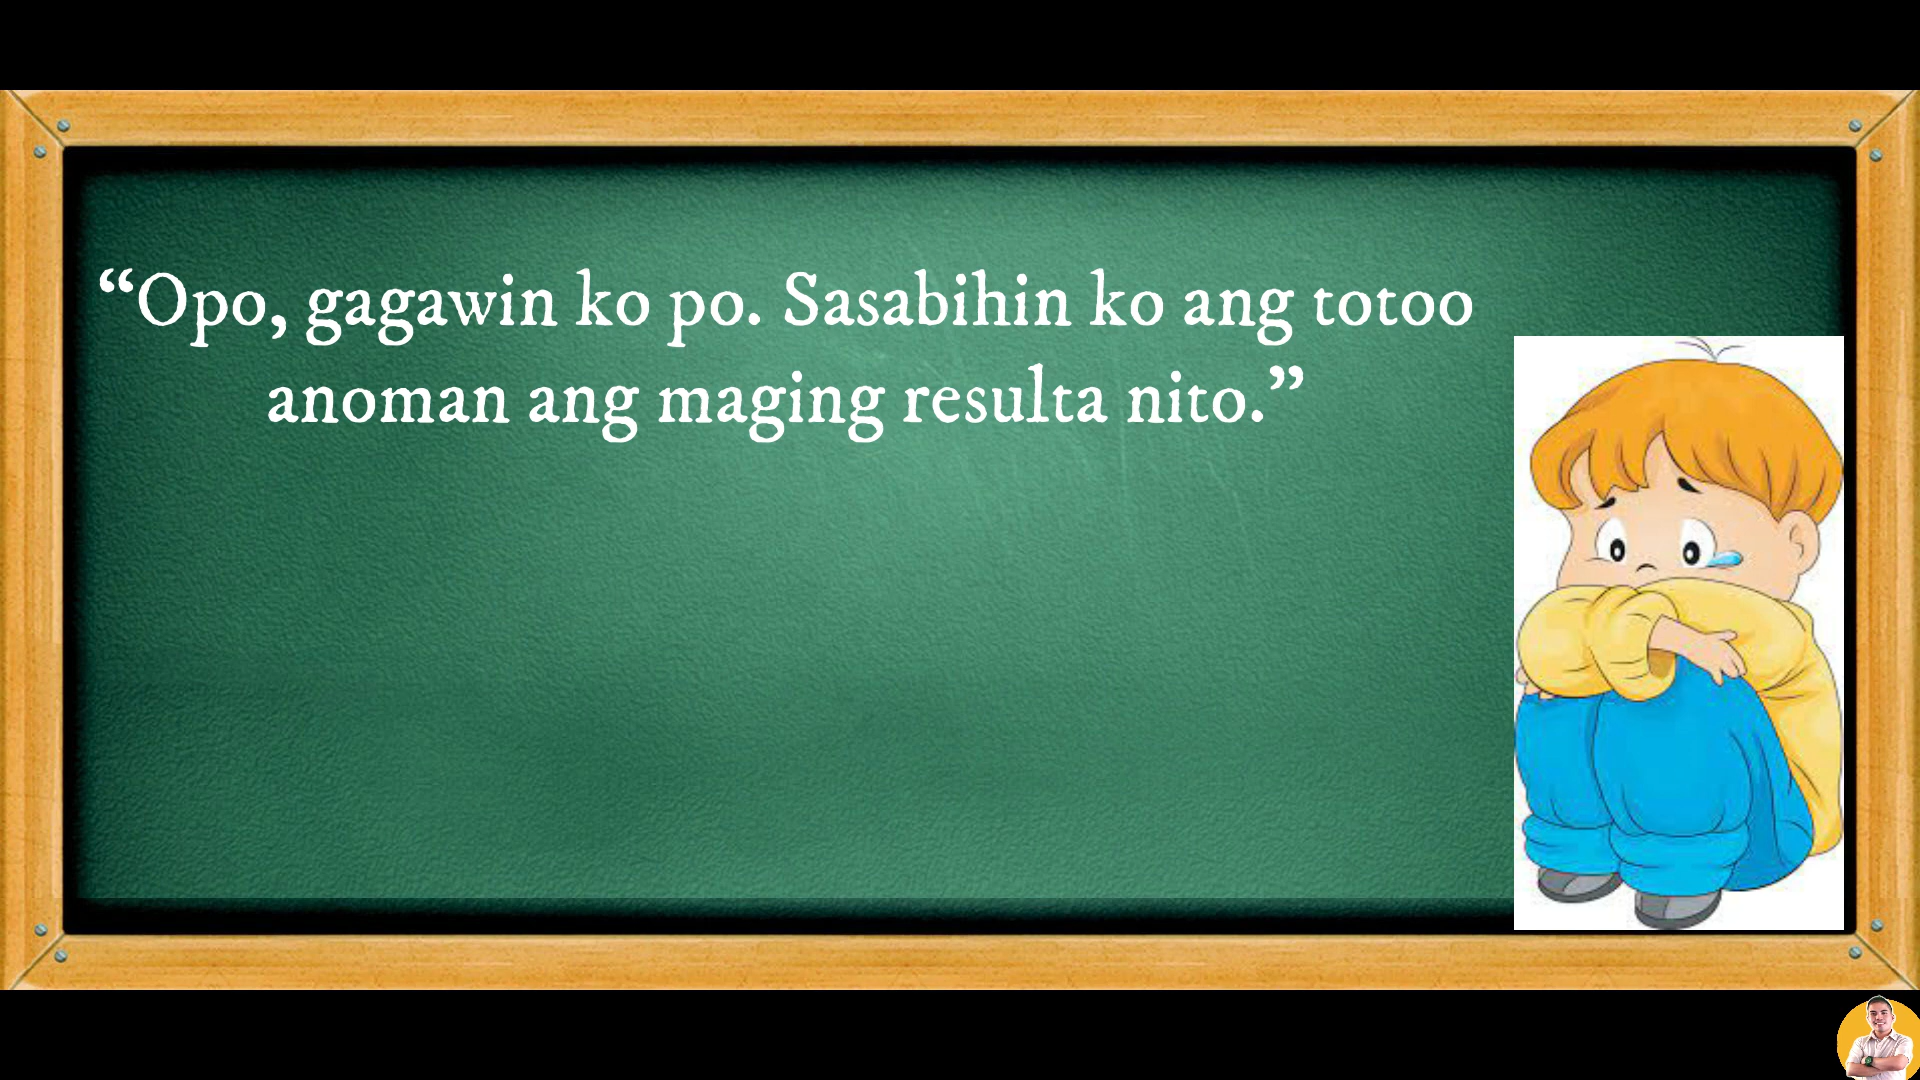 “Opo, gagawin ko po. Sasabihin ko ang totoo
anoman ang maging resulta nito.”